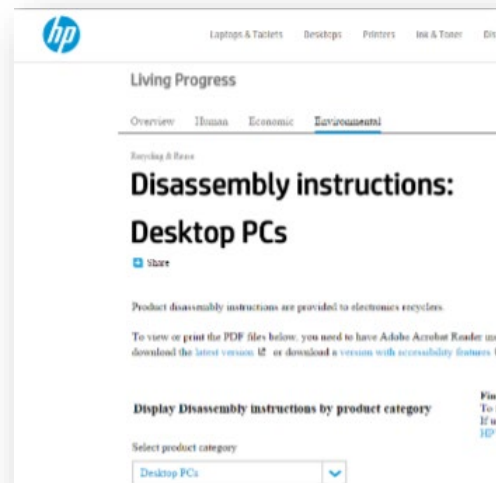 hp
Laptops & Tablets Desktops Printers Ink & Toner
Living Progress
Overview Human Economic Environmental
Recycling & Reuse
Disassembly instructions:
Desktop PCs
Share
Product disassembly instructions are provided to electronics recyclers.
To view or print the PDF files below, you need to have Adobe Acrobat Reader
download the latest version or download a version with accessibility features
Display Disassembly instructions by product category
To
If
Select product category
Desktop PCs